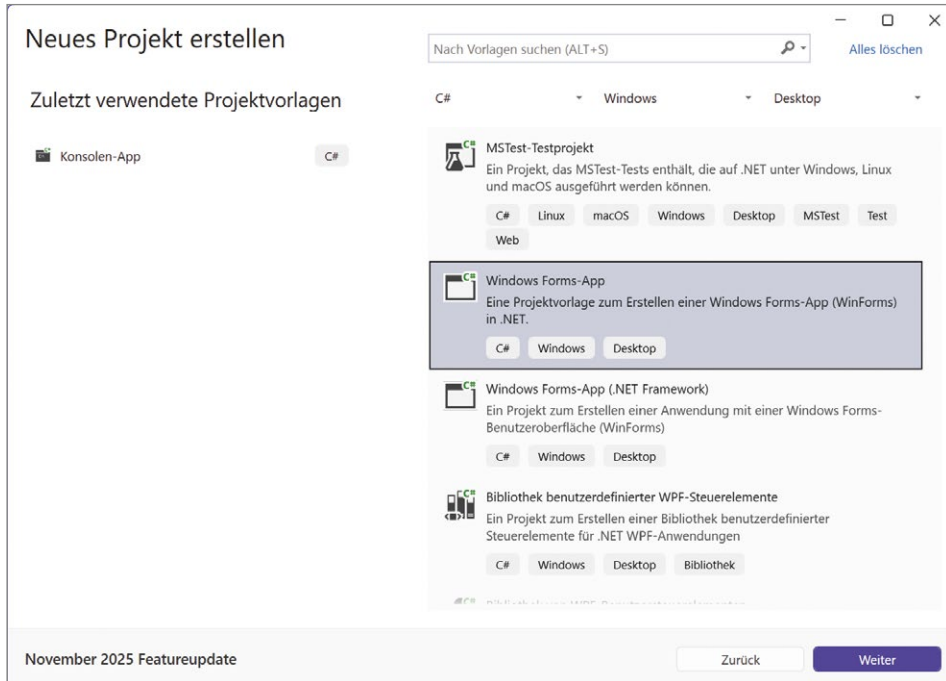 Neues Projekt erstellen
Nach Vorlagen suchen (ALT+S)
Alles löschen
Zuletzt verwendete Projektvorlagen
Konsolen-App
C#
C#
Windows
Desktop
C#
MSTest-Testprojekt
Ein Projekt, das MSTest-Tests enthält, die auf .NET unter Windows, Linux
und macOS ausgeführt werden können.
C# Linux macOS Windows Desktop MSTest Test
Web
C#
Windows Forms-App
Eine Projektvorlage zum Erstellen einer Windows Forms-App (WinForms)
in .NET.
C# Windows Desktop
C#
Windows Forms-App (.NET Framework)
Ein Projekt zum Erstellen einer Anwendung mit einer Windows Forms-
Benutzeroberfläche (WinForms)
C# Windows Desktop
C#
Bibliothek benutzerdefinierter WPF-Steuerelemente
Ein Projekt zum Erstellen einer Bibliothek benutzerdefinierter
Steuerelemente für .NET WPF-Anwendungen
C# Windows Desktop Bibliothek
November 2025 Featureupdate
Zurück
Weiter